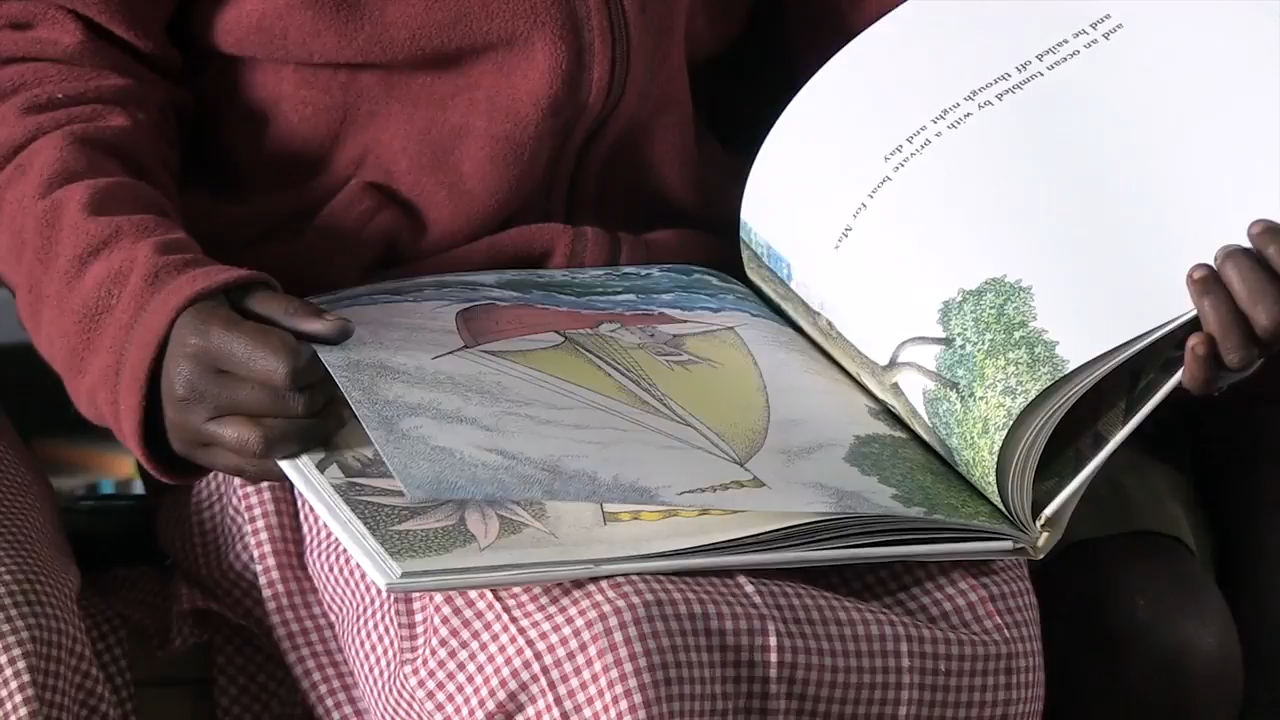 and an ocean tumbled by with a private boat for Max
and he sailed off through night and day